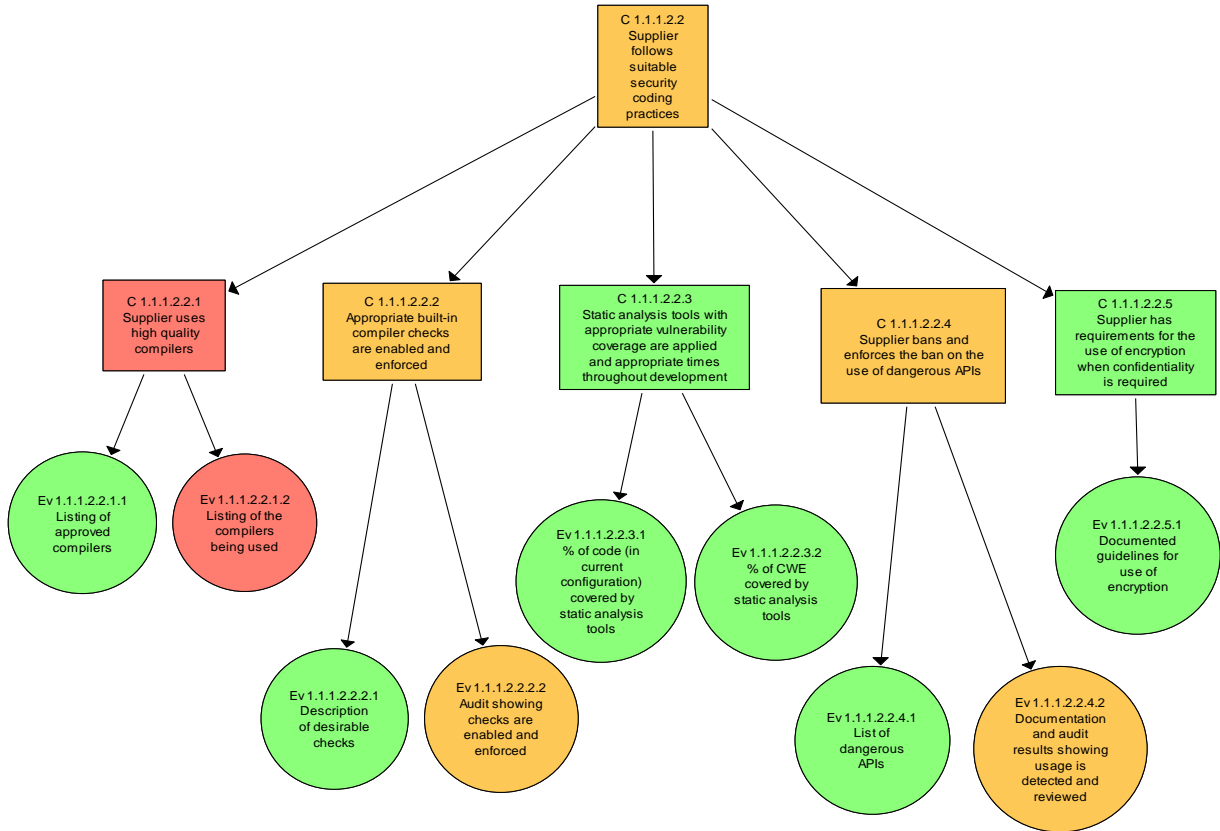 C 1.1.1.2.2
Supplier
follows
suitable
security
coding
practices
C 1.1.1.2.2.1
Supplier uses
high quality
compilers
C 1.1.1.2.2.2
Appropriate built-in
compiler checks
are enabled and
enforced
C 1.1.1.2.2.3
Static analysis tools with
appropriate vulnerability
coverage are applied
and appropriate times
throughout development
C 1.1.1.2.2.4
Supplier bans and
enforces the ban on the
use of dangerous APIs
C 1.1.1.2.2.5
Supplier has
requirements for the
use of encryption
when confidentiality
is required
Ev 1.1.1.2.2.1.1
Listing of
approved
compilers
Ev 1.1.1.2.2.1.2
Listing of the
compilers
being used
Ev 1.1.1.2.2.3.1
% of code (in
current
configuration)
covered by
static analysis
tools
Ev 1.1.1.2.2.3.2
% of CWE
covered by
static analysis
tools
Ev 1.1.1.2.2.5.1
Documented
guidelines for
use of
encryption
Ev 1.1.1.2.2.2.1
Description
of desirable
checks
Ev 1.1.1.2.2.2.2
Audit showing
checks are
enabled and
enforced
Ev 1.1.1.2.2.4.1
List of
dangerous
APIs
Ev 1.1.1.2.2.4.2
Documentation
and audit
results showing
usage is
detected and
reviewed